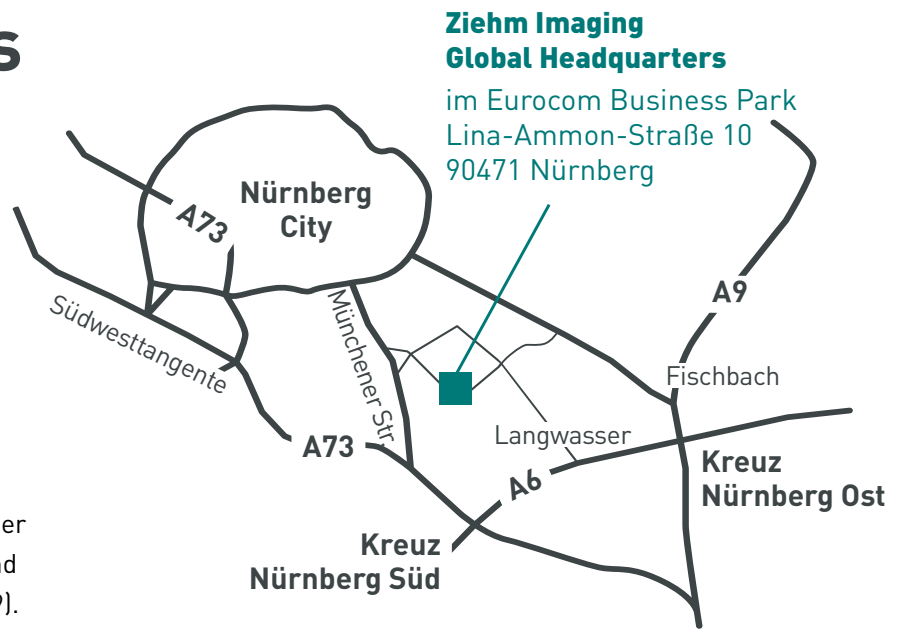 s
Ziehm Imaging
Global Headquarters
im Eurocom Business Park
Lina-Ammon-Straße 10
90471 Nürnberg
Nürnberg
City
A73
A9
Südwesttangente
Münchener Str.
Fischbach
A73
Langwasser
A6
Kreuz
Nürnberg Ost
Kreuz
Nürnberg Süd
er
).